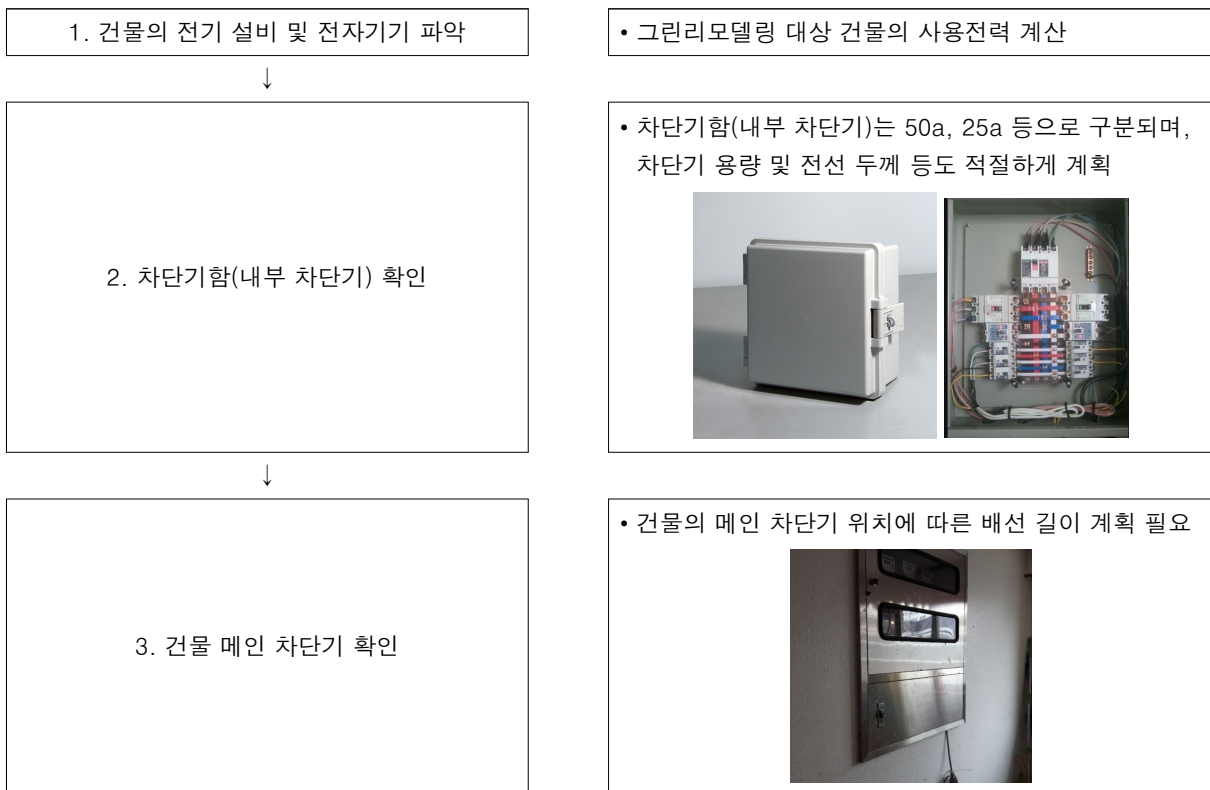 1. 건물의 전기 설비 및 전자기기 파악
• 그린리모델링 대상 건물의 사용전력 계산
↓
2. 차단기함(내부 차단기) 확인
• 차단기함(내부 차단기)는 50a, 25a 등으로 구분되며,
차단기 용량 및 전선 두께 등도 적절하게 계획
↓
3. 건물 메인 차단기 확인
• 건물의 메인 차단기 위치에 따른 배선 길이 계획 필요